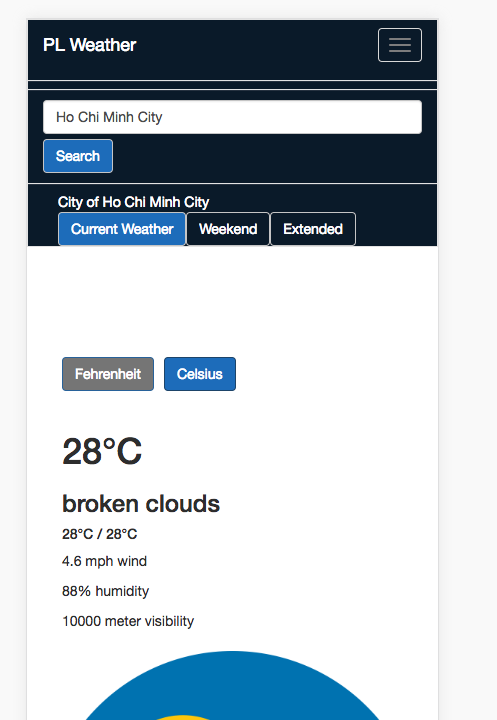 PL Weather
Ho Chi Minh City
Search
City of Ho Chi Minh City
Current Weather Weekend Extended
Fehrenheit Celsius
28°C
broken clouds
28°C / 28°C
4.6 mph wind
88% humidity
10000 meter visibility